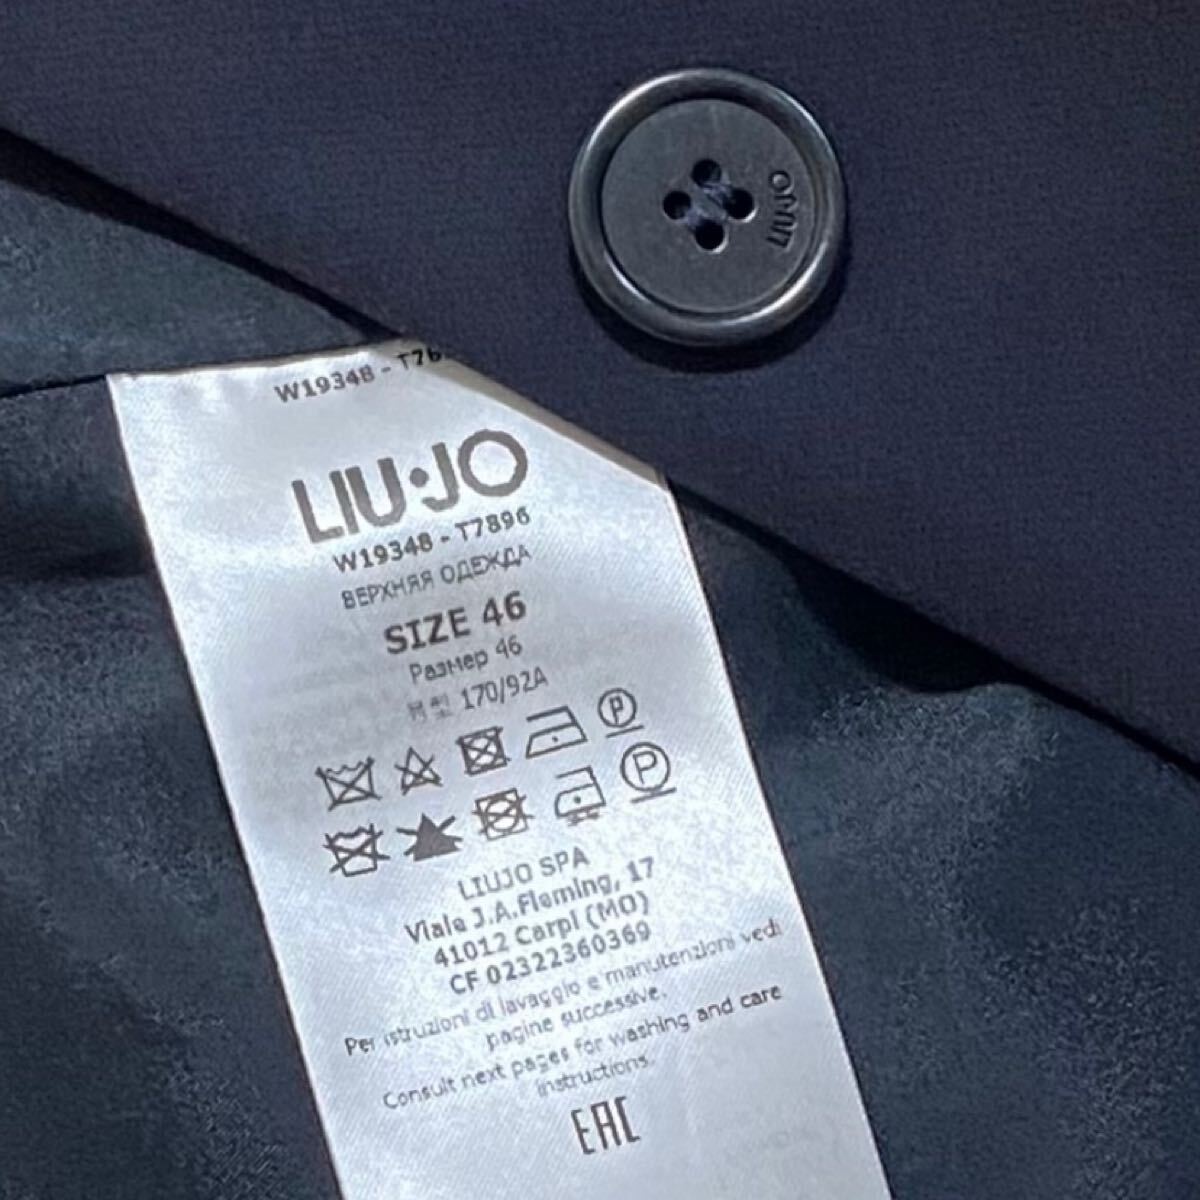 LIU·JO
W19348 - T76
LIU·JO
W19348 - T7896
ВЕРХНЯЯ ОДЕЖДА
SIZE 46
Размер 46
号型 170/92A
P
P
LIUJO SPA
Viale J.A.Fleming, 17
41012 Carpi (MO)
CF 02322360369
Per istruzioni di lavaggio e manutenzioni vedi
pagine successive.
Consult next pages for washing and care
instructions.
EAC